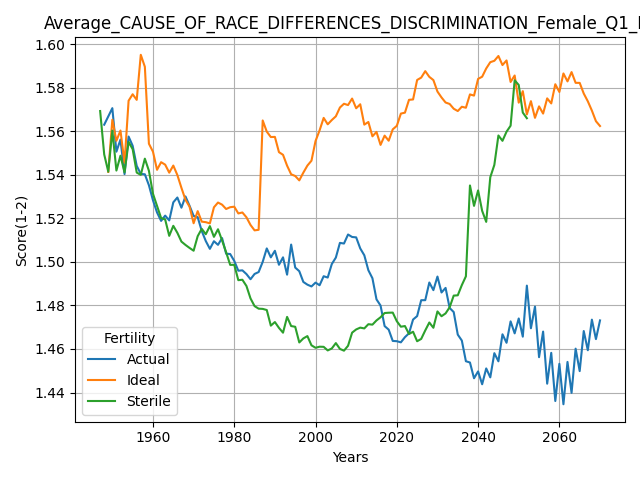 Average_CAUSE_OF_RACE_DIFFERENCES_DISCRIMINATION_Female_Q1_
1.60
1.58
1.56
1.54
1.52
1.50
1.48
1.46
1.44
Score(1-2)
Fertility
Actual
Ideal
Sterile
1960 1980 2000 2020 2040 2060
Years